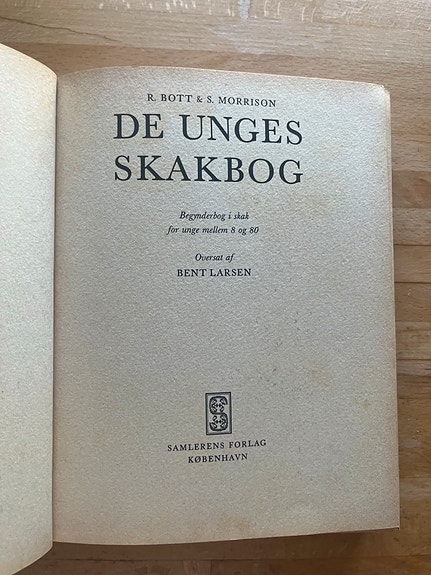 R. BOTT & S. MORRISON
DE UNGES
SKAKBOG
Begynderbog i skak
for unge mellem 8 og 80
Oversat af
BENT LARSEN
S
SAMLERENS FORLAG
KØBENHAVN